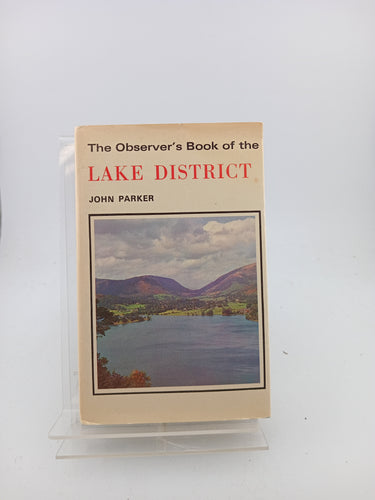 The Observer's Book of the
LAKE DISTRICT
JOHN PARKER